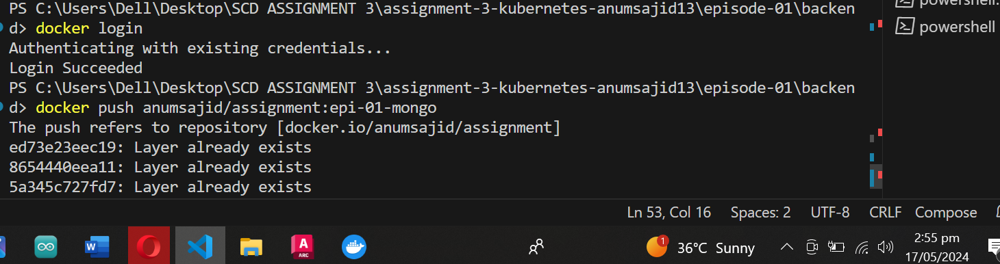 PS C:\Users\Dell\Desktop\SCD ASSIGNMENT 3\assignment-3-kubernetes-anumsajid13\episode-01\backen
d> docker login
Authenticating with existing credentials...
Login Succeeded
PS C:\Users\Dell\Desktop\SCD ASSIGNMENT 3\assignment-3-kubernetes-anumsajid13\episode-01\backen
d> docker push anumsajid/assignment:epi-01-mongo
The push refers to repository [docker.io/anumsajid/assignment]
ed73e23eec19: Layer already exists
8654440eea11: Layer already exists
5a345c727fd7: Layer already exists
powershell
powershell
Ln 53, Col 16 Spaces: 2 UTF-8 CRLF Compose
W A ARC 1 36°C Sunny 2:55 pm
17/05/2024